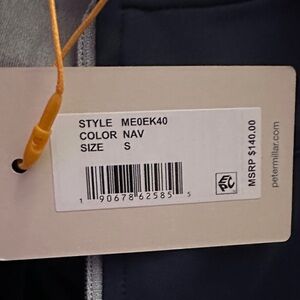 STYLE ME0EK40
COLOR NAV
SIZE S
1 90678 62585 5
MSRP $140.00
petermillar.com